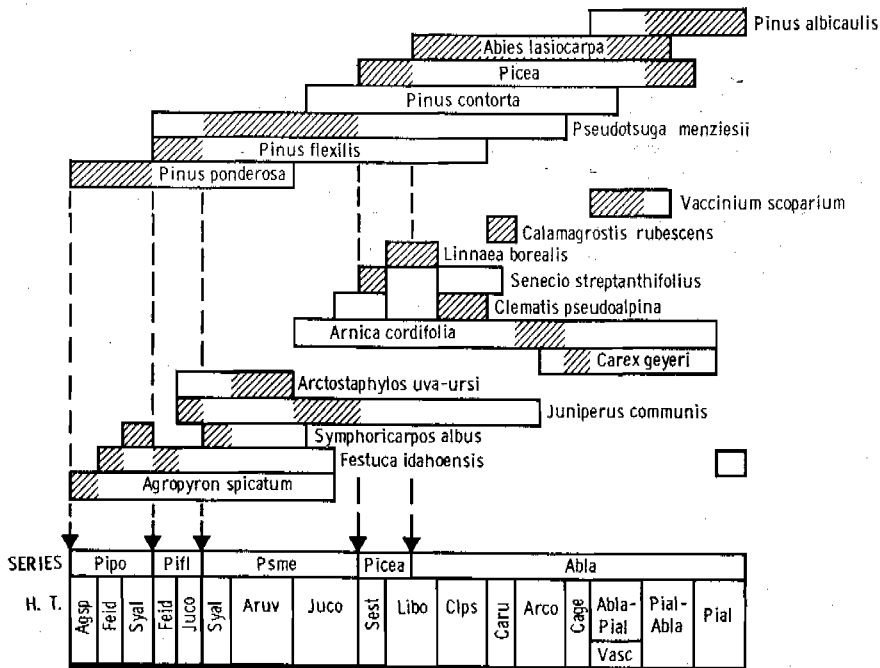 Pinus albicaulis
Abies lasiocarpa
Picea
Pinus contorta
Pseudotsuga menziesii
Pinus flexilis
Pinus ponderosa
Vaccinium scoparium
Calamagrostis rubescens
Linnaea borealis
Senecio streptanthifolius
Clematis pseudoalpina
Arnica cordifolia
Carex geyeri
Arctostaphylos uva-ursi
Juniperus communis
Symphoricarpos albus
Festuca idahoensis
Agropyron spicatum
SERIES Pipo Pifl Psme Picea Abla
H. T. Agsp Feid Syal Feid Juco Syal Aruv Juco Sest Libo Clps Caru Arco Cage Abla- Pial- Pial
Pial Abla
Vasc